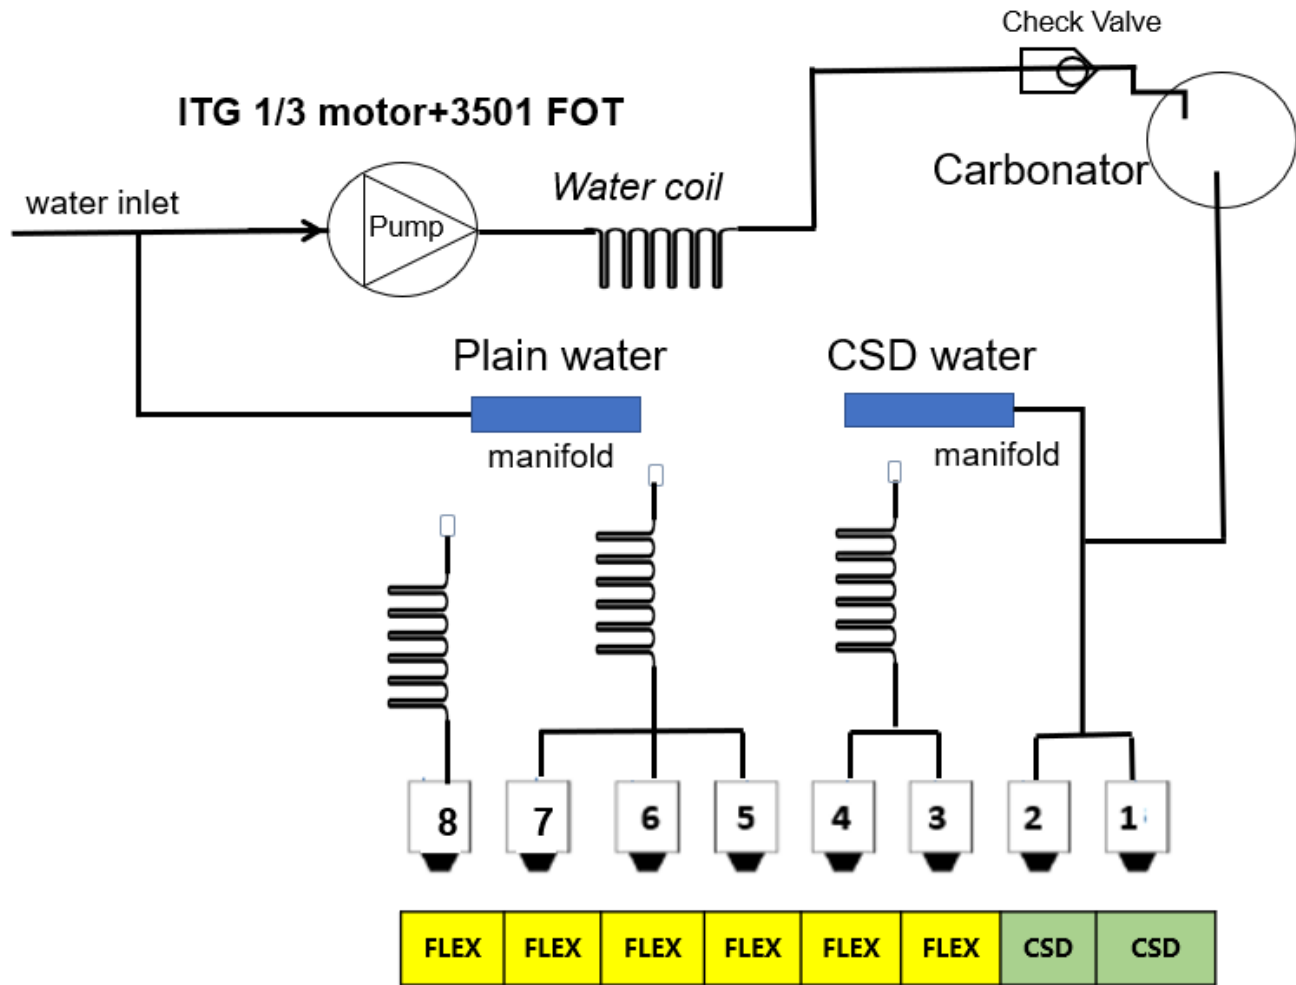 Check Valve
ITG 1/3 motor+3501 FOT
Carbonator
Water coil
water inlet
Pump
Plain water
CSD water
manifold
manifold
8 7 6 5 4 3 2 1
FLEX FLEX FLEX FLEX FLEX FLEX CSD CSD